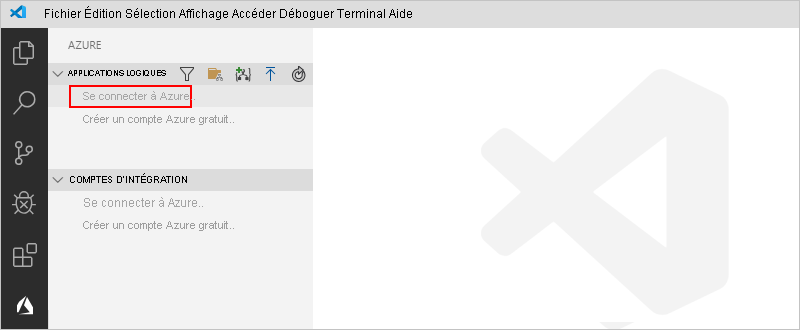 Fichier Édition Sélection Affichage Accéder Déboguer Terminal Aide
AZURE
APPLICATIONS LOGIQUES
Se connecter à Azure..
Créer un compte Azure gratuit..
COMPTES D'INTÉGRATION
Se connecter à Azure..
Créer un compte Azure gratuit..